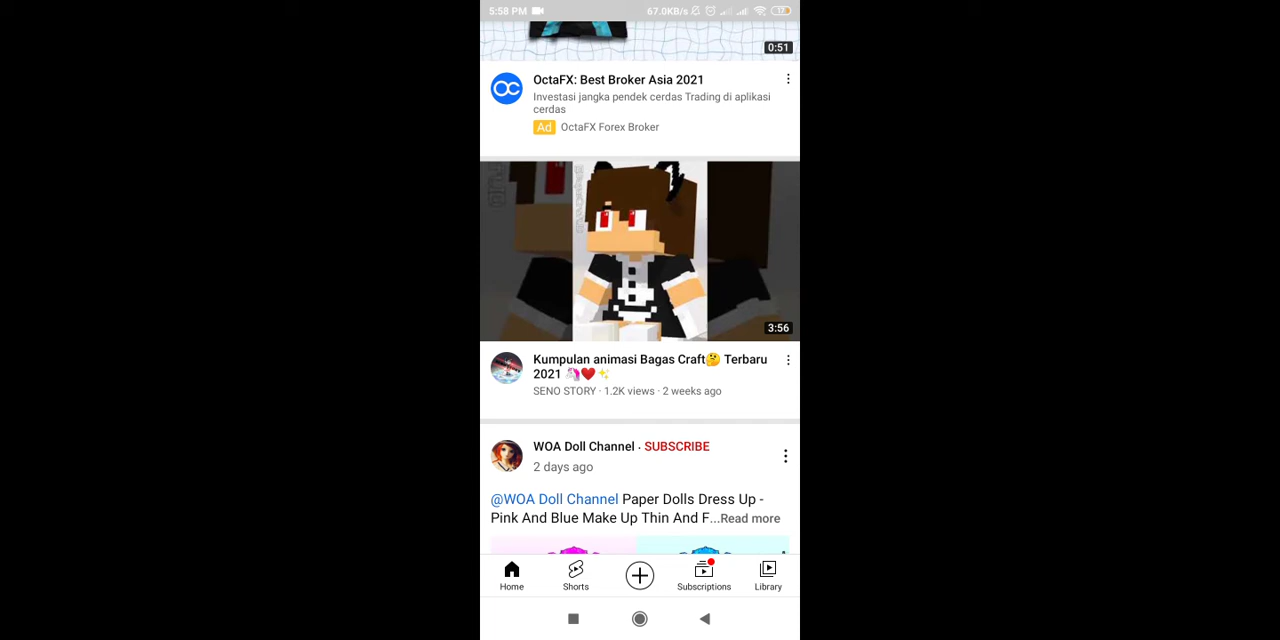 5:58 PM 67.0KB/s 17
0:51
OctaFX: Best Broker Asia 2021
Investasi jangka pendek cerdas Trading di aplikasi
cerdas
Ad OctaFX Forex Broker
3:56
Kumpulan animasi Bagas Craft🤔 Terbaru
2021 🦄❤️✨
SENO STORY · 1.2K views · 2 weeks ago
WOA Doll Channel · SUBSCRIBE
2 days ago
@WOA Doll Channel Paper Dolls Dress Up -
Pink And Blue Make Up Thin And F...Read more
Home Shorts Subscriptions Library